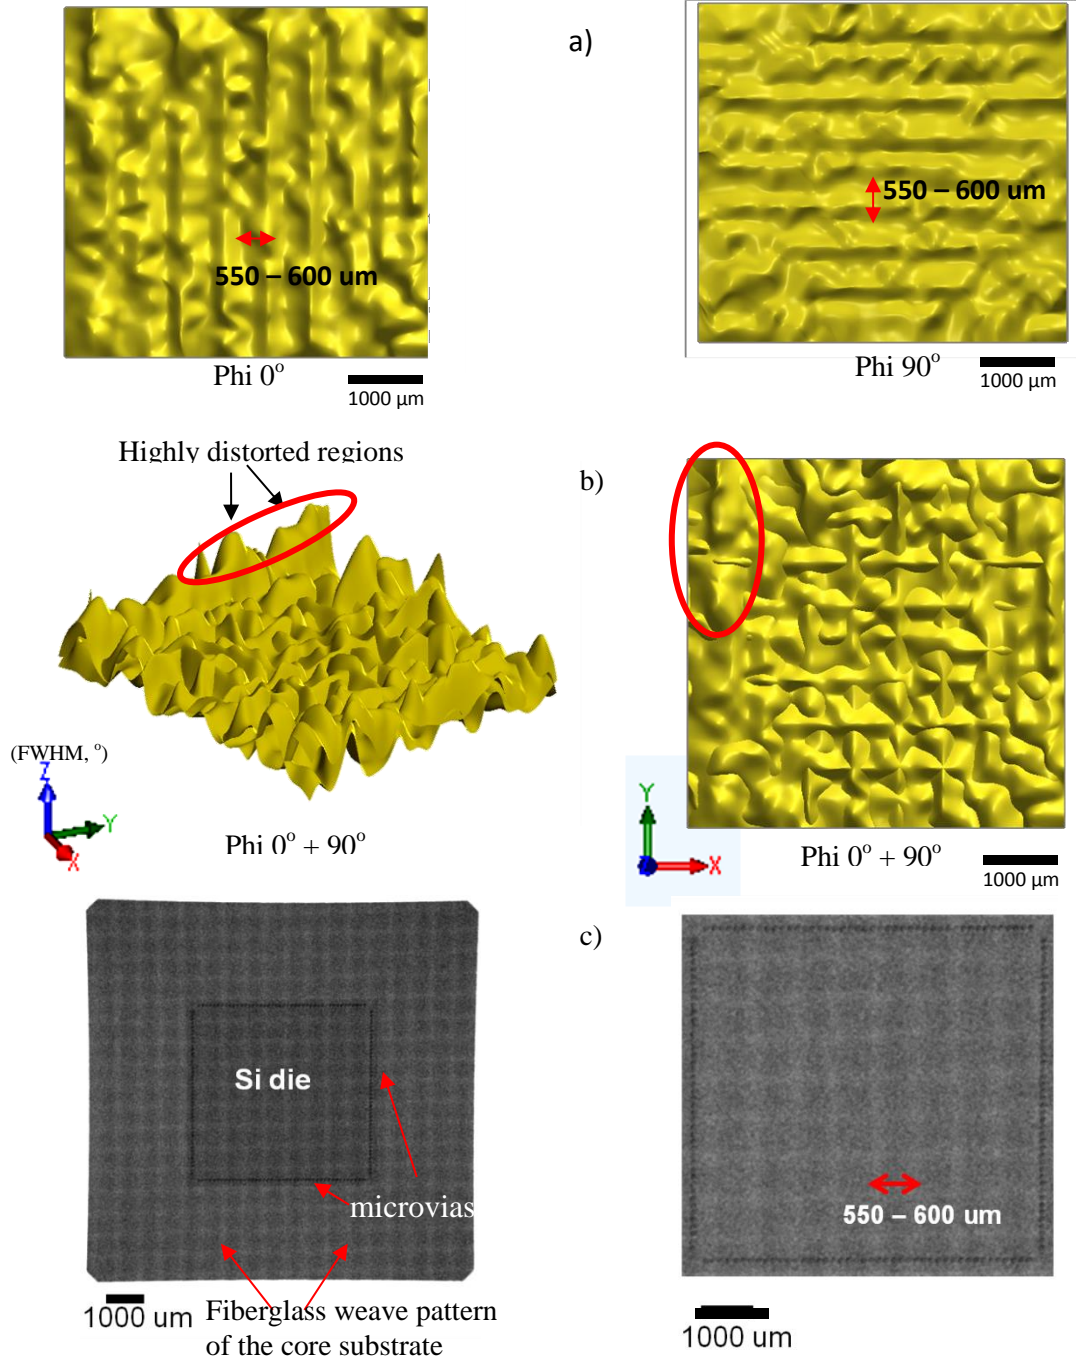 a)
550 – 600 um
550 – 600 um
Phi 0°
1000 µm
Phi 90°
1000 µm
Highly distorted regions
b)
(FWHM, °)
Z
Y
X
Phi 0° + 90°
Y
Z
X
Phi 0° + 90°
1000 µm
c)
Si die
microvias
550 – 600 um
1000 um
Fiberglass weave pattern
of the core substrate
1000 um